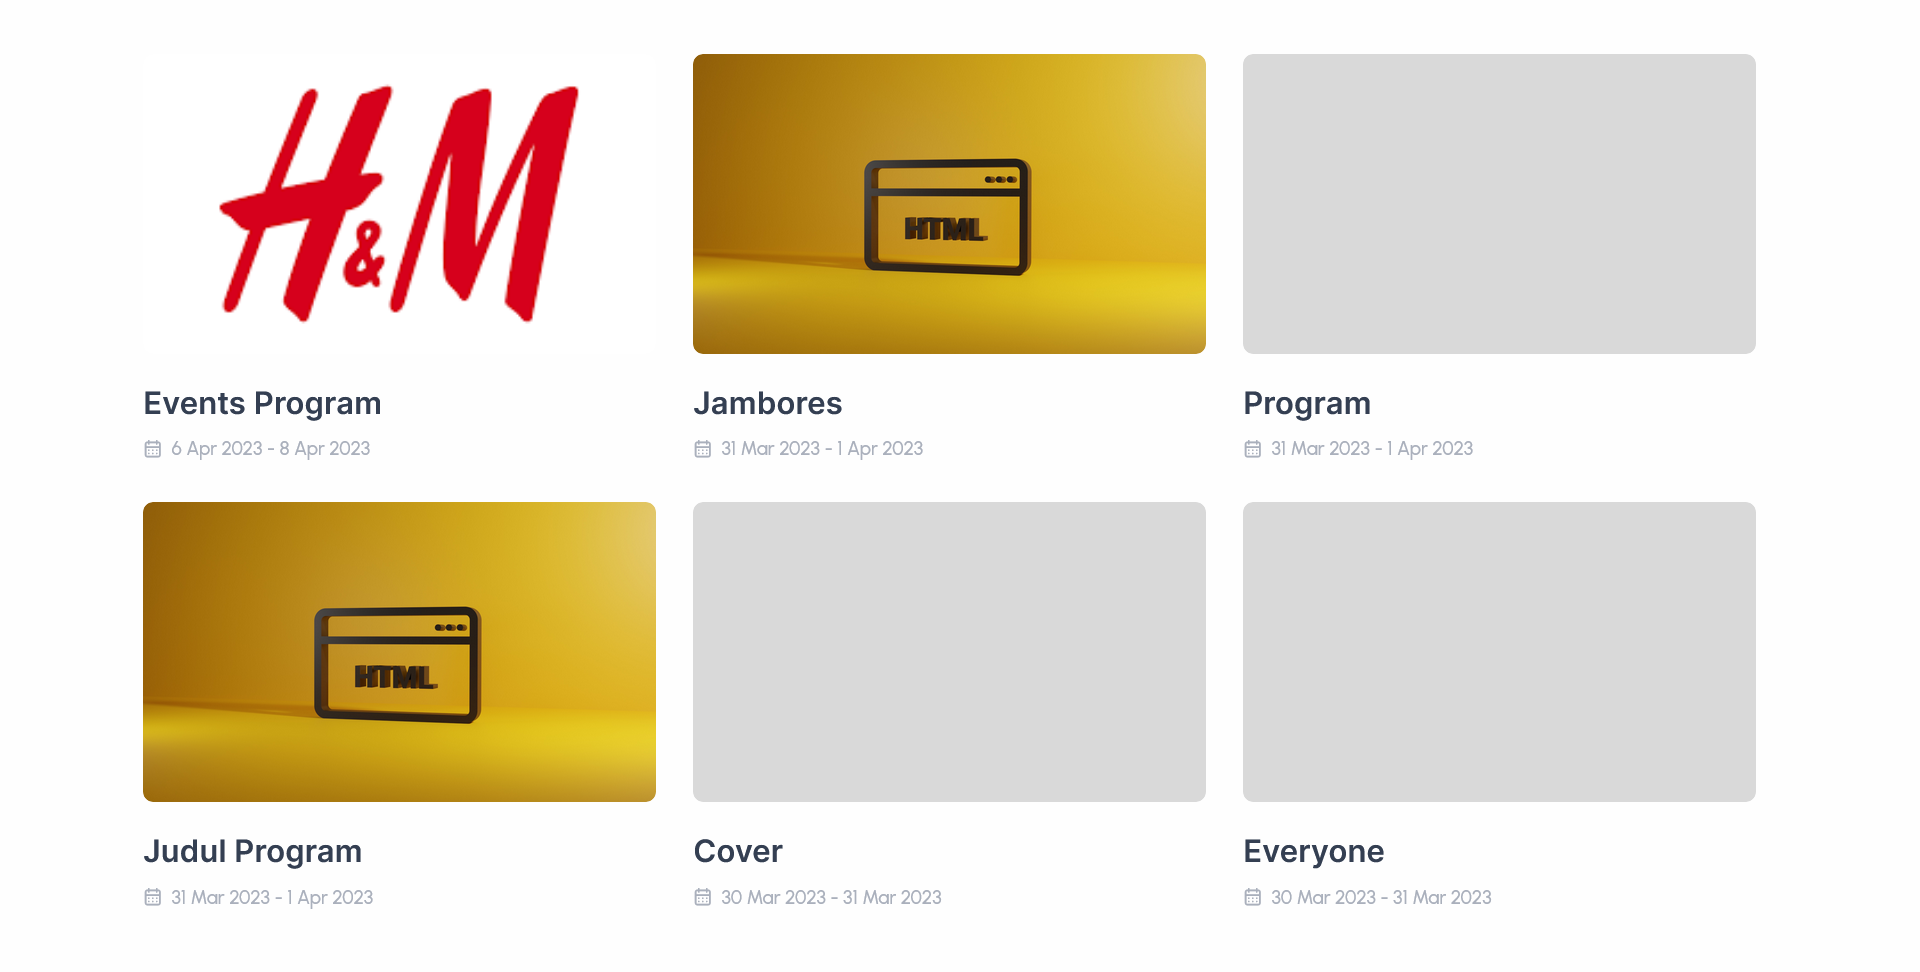 H&M
HTML
Events Program
Jambores
Program
6 Apr 2023 - 8 Apr 2023
31 Mar 2023 - 1 Apr 2023
31 Mar 2023 - 1 Apr 2023
HTML
Judul Program
Cover
Everyone
31 Mar 2023 - 1 Apr 2023
30 Mar 2023 - 31 Mar 2023
30 Mar 2023 - 31 Mar 2023